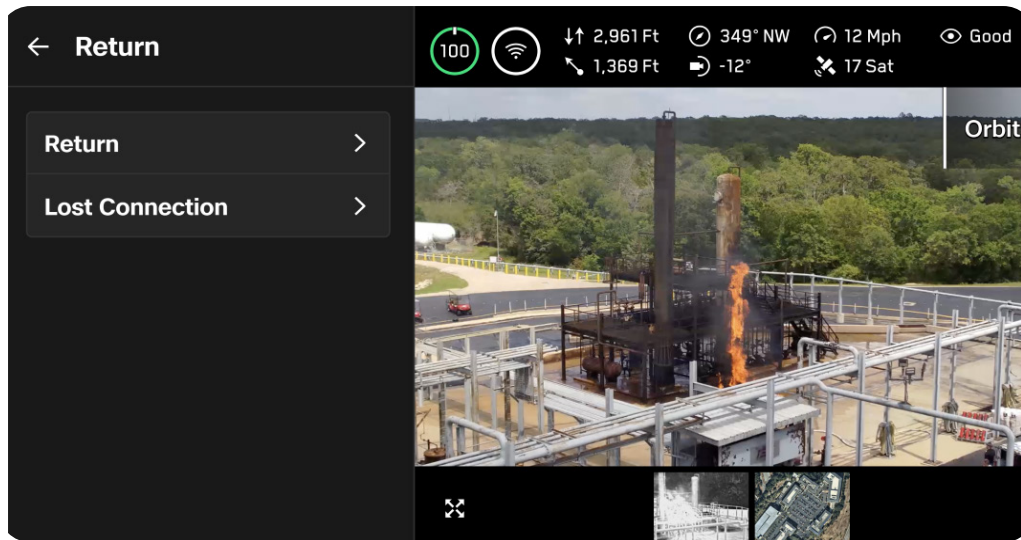 Return
Return
Lost Connection
100
2,961 Ft
349° NW
12 Mph
Good
1,369 Ft
-12°
17 Sat
Orbit